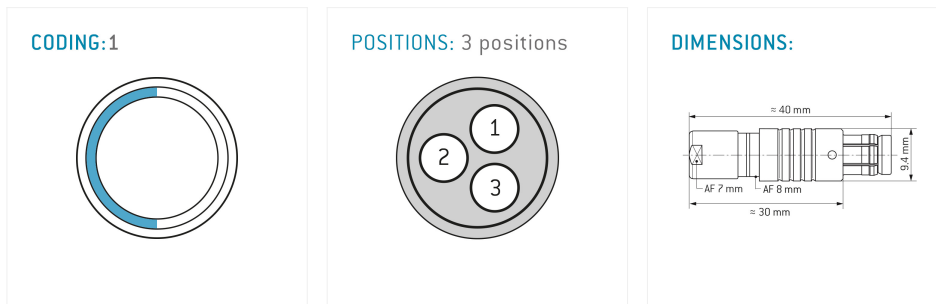 CODING:1
POSITIONS: 3 positions
1
2
3
DIMENSIONS:
≈ 40 mm
9.4 mm
AF 7 mm
AF 8 mm
≈ 30 mm